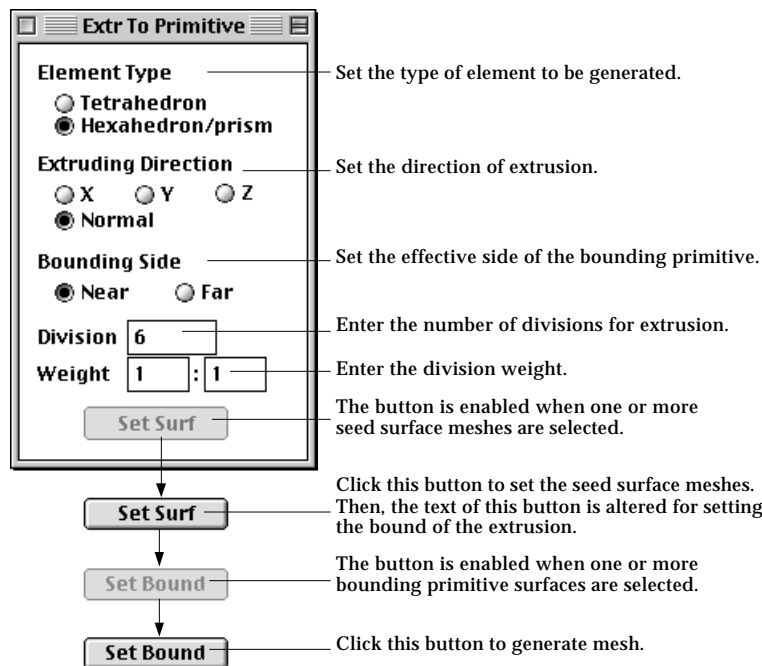 Extr To Primitive
Element Type
Set the type of element to be generated.
Tetrahedron
Hexahedron/prism
Extruding Direction
Set the direction of extrusion.
X Y Z
Normal
Bounding Side
Set the effective side of the bounding primitive.
Near Far
Division 6
Enter the number of divisions for extrusion.
Weight 1 : 1
Enter the division weight.
Set Surf
The button is enabled when one or more
seed surface meshes are selected.
Set Surf
Click this button to set the seed surface meshes.
Then, the text of this button is altered for setting
the bound of the extrusion.
Set Bound
The button is enabled when one or more
bounding primitive surfaces are selected.
Set Bound
Click this button to generate mesh.